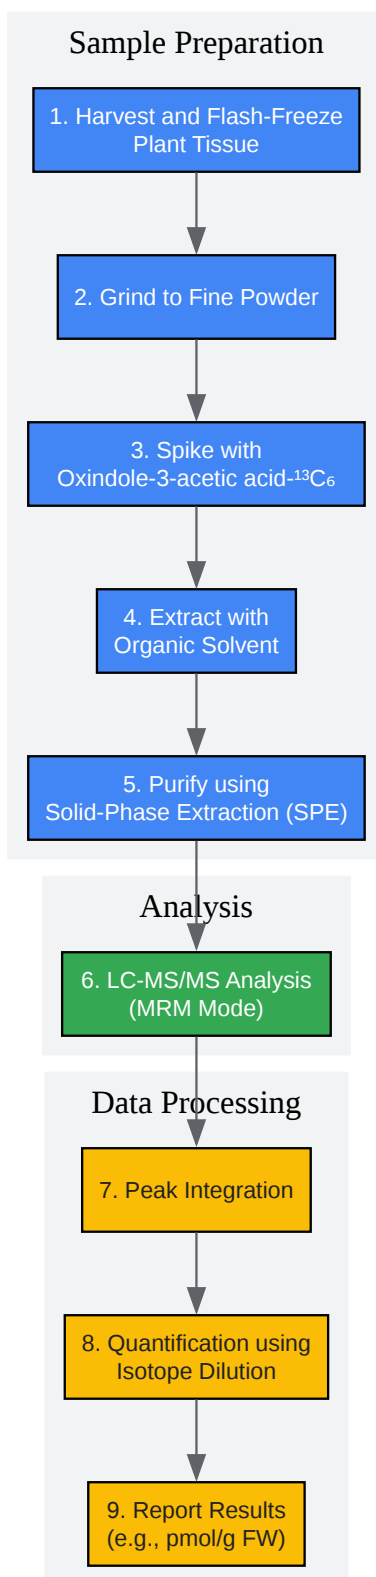 Sample Preparation
1. Harvest and Flash-Freeze
Plant Tissue
2. Grind to Fine Powder
3. Spike with
Oxindole-3-acetic acid-¹³C₆
4. Extract with
Organic Solvent
5. Purify using
Solid-Phase Extraction (SPE)
Analysis
6. LC-MS/MS Analysis
(MRM Mode)
Data Processing
7. Peak Integration
8. Quantification using
Isotope Dilution
9. Report Results
(e.g., pmol/g FW)